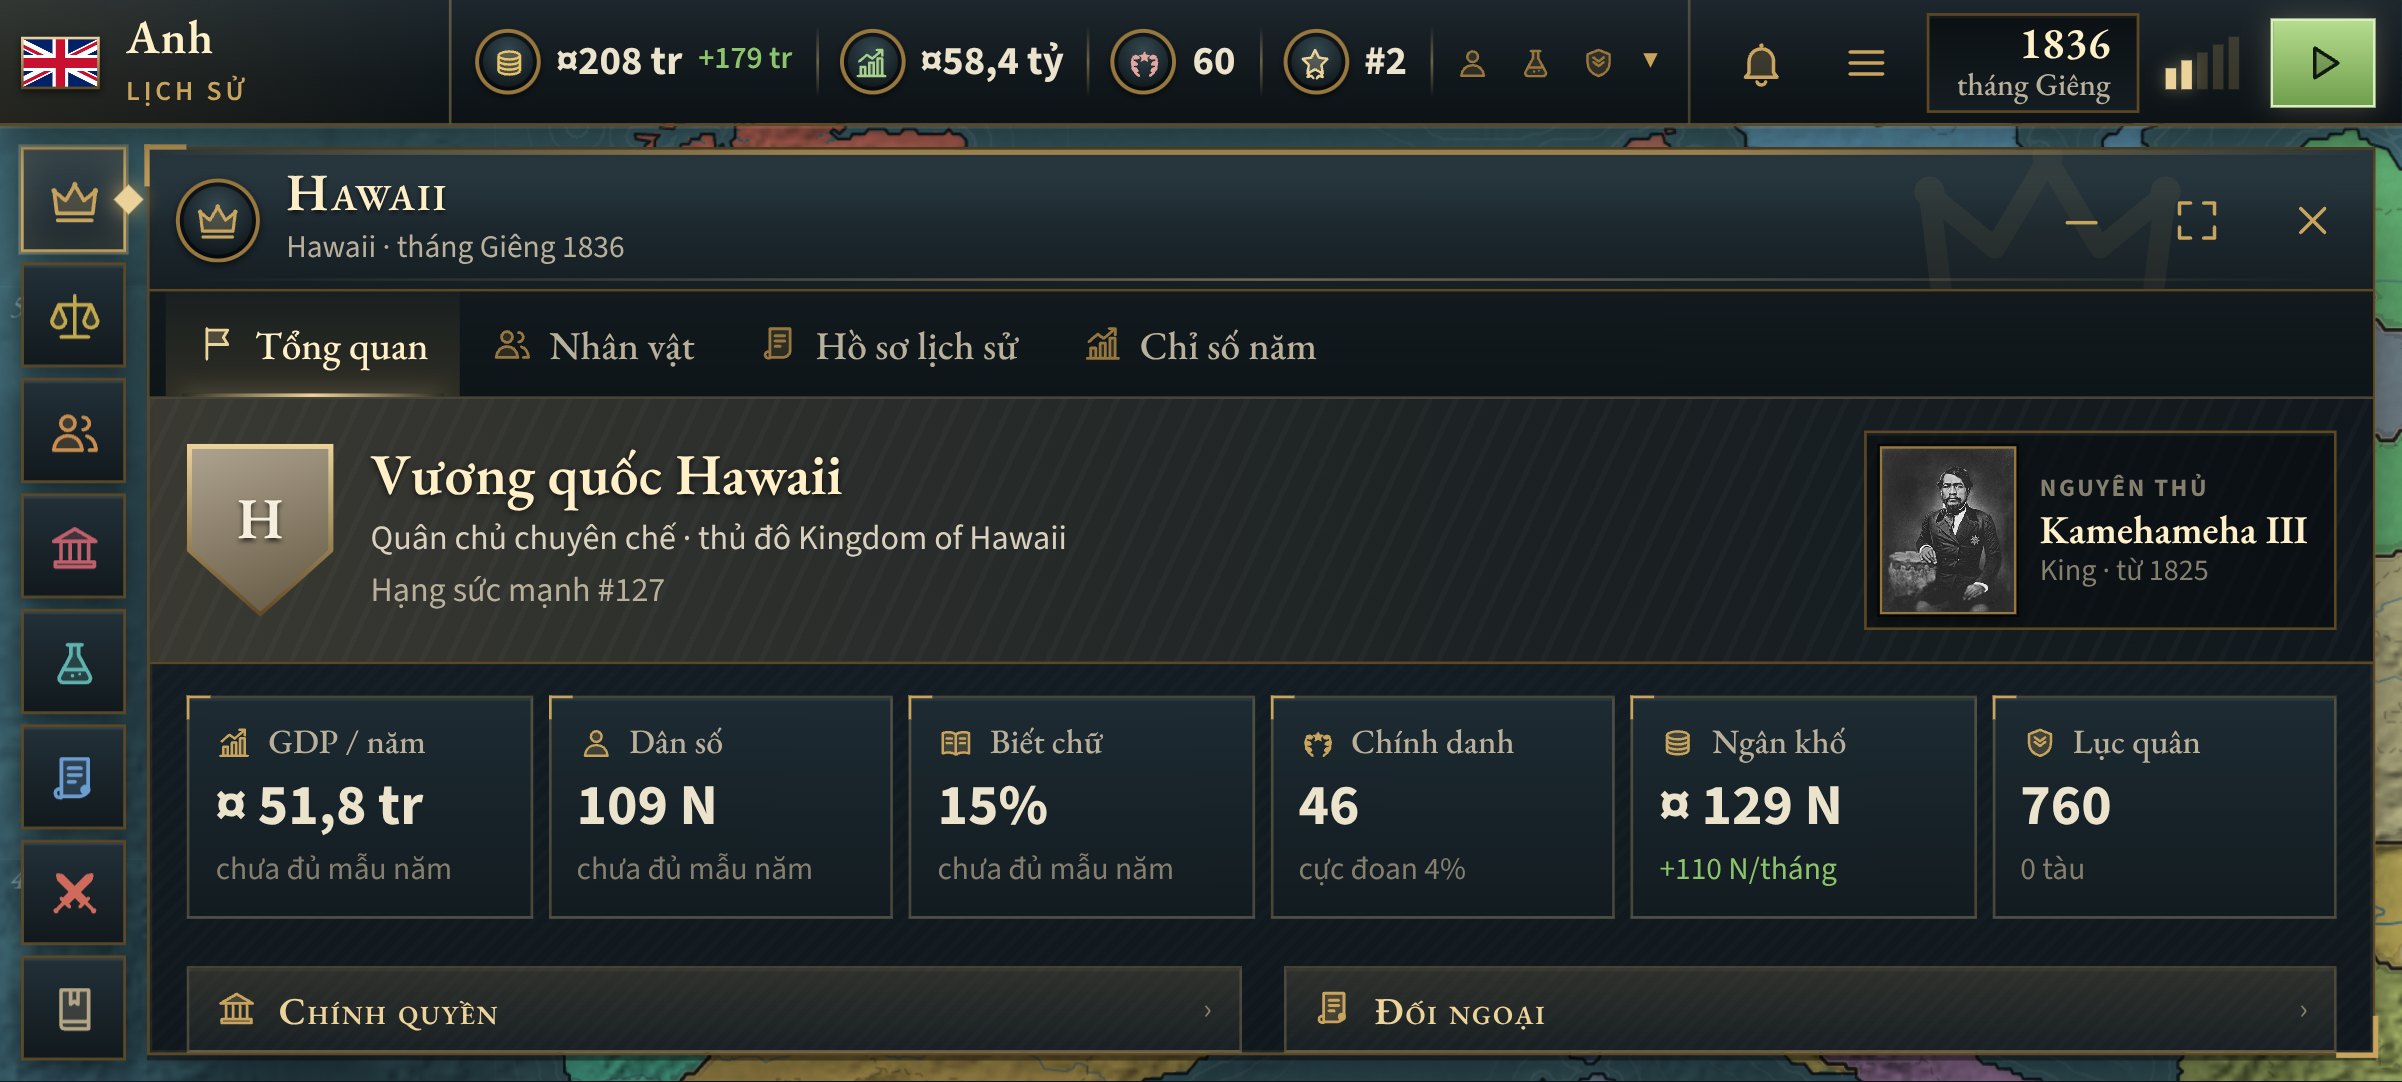 Anh
LỊCH SỬ
¤208 tr +179 tr
¤58,4 tỷ
60
#2
1836
tháng Giêng
HAWAII
Hawaii · tháng Giêng 1836
Tổng quan
Nhân vật
Hồ sơ lịch sử
Chỉ số năm
H
Vương quốc Hawaii
Quân chủ chuyên chế · thủ đô Kingdom of Hawaii
Hạng sức mạnh #127
NGUYÊN THỦ
Kamehameha III
King · từ 1825
GDP / năm
¤ 51,8 tr
chưa đủ mẫu năm
Dân số
109 N
chưa đủ mẫu năm
Biết chữ
15%
chưa đủ mẫu năm
Chính danh
46
cực đoan 4%
Ngân khố
¤ 129 N
+110 N/tháng
Lục quân
760
0 tàu
CHÍNH QUYỀN
ĐỐI NGOẠI